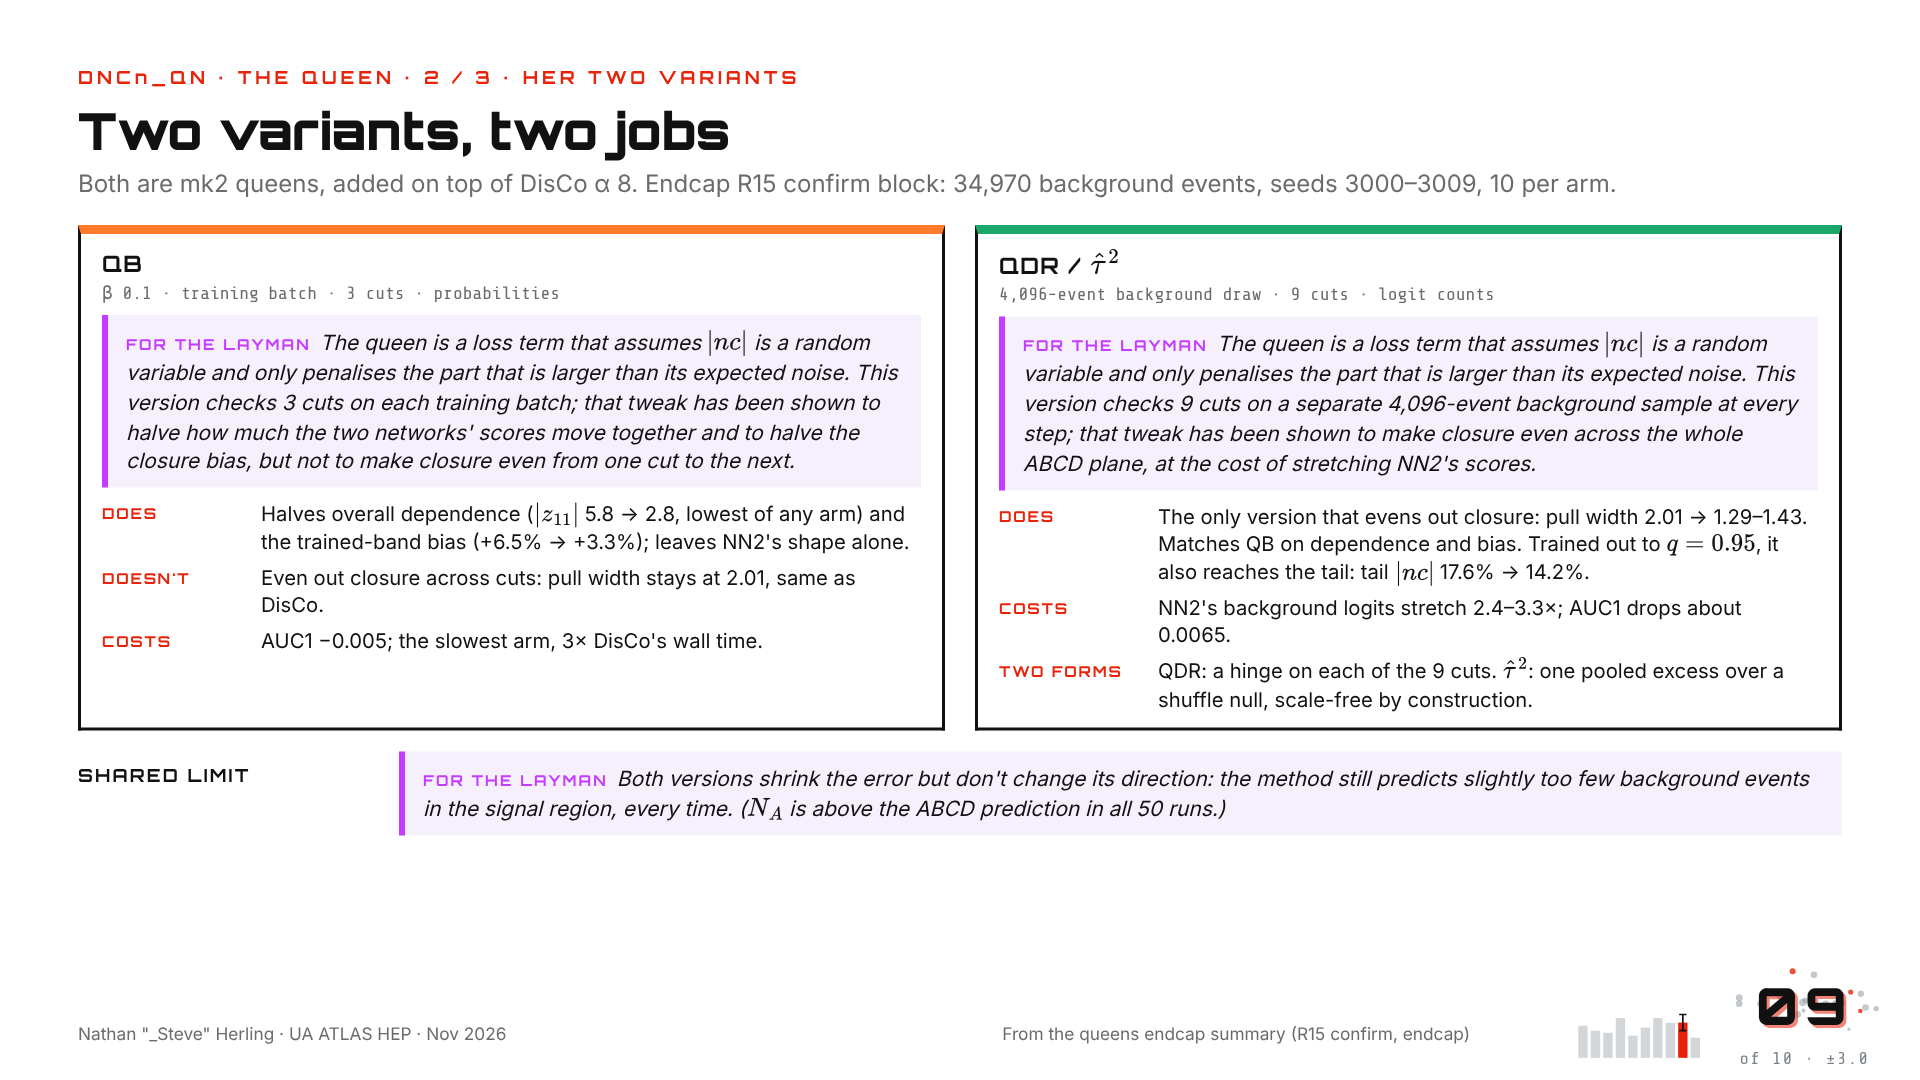 DNCn_QN · THE QUEEN · 2 / 3 · HER TWO VARIANTS
Two variants, two jobs
Both are mk2 queens, added on top of DisCo α 8. Endcap R15 confirm block: 34,970 background events, seeds 3000–3009, 10 per arm.
QB
β 0.1 · training batch · 3 cuts · probabilities
FOR THE LAYMAN The queen is a loss term that assumes |nc| is a random
variable and only penalises the part that is larger than its expected noise. This
version checks 3 cuts on each training batch; that tweak has been shown to
halve how much the two networks' scores move together and to halve the
closure bias, but not to make closure even from one cut to the next.
DOES Halves overall dependence (|z₁₁| 5.8 → 2.8, lowest of any arm) and
the trained-band bias (+6.5% → +3.3%); leaves NN2's shape alone.
DOESN'T Even out closure across cuts: pull width stays at 2.01, same as
DisCo.
COSTS AUC1 −0.005; the slowest arm, 3× DisCo's wall time.
QDR / τ̂²
4,096-event background draw · 9 cuts · logit counts
FOR THE LAYMAN The queen is a loss term that assumes |nc| is a random
variable and only penalises the part that is larger than its expected noise. This
version checks 9 cuts on a separate 4,096-event background sample at every
step; that tweak has been shown to make closure even across the whole
ABCD plane, at the cost of stretching NN2's scores.
DOES The only version that evens out closure: pull width 2.01 → 1.29–1.43.
Matches QB on dependence and bias. Trained out to q = 0.95, it
also reaches the tail: tail |nc| 17.6% → 14.2%.
COSTS NN2's background logits stretch 2.4–3.3×; AUC1 drops about
0.0065.
TWO FORMS QDR: a hinge on each of the 9 cuts. τ̂²: one pooled excess over a
shuffle null, scale-free by construction.
SHARED LIMIT
FOR THE LAYMAN Both versions shrink the error but don't change its direction: the method still predicts slightly too few background events
in the signal region, every time. (N_A is above the ABCD prediction in all 50 runs.)
Nathan "_Steve" Herling · UA ATLAS HEP · Nov 2026
From the queens endcap summary (R15 confirm, endcap)
09
of 10 · ±3.0